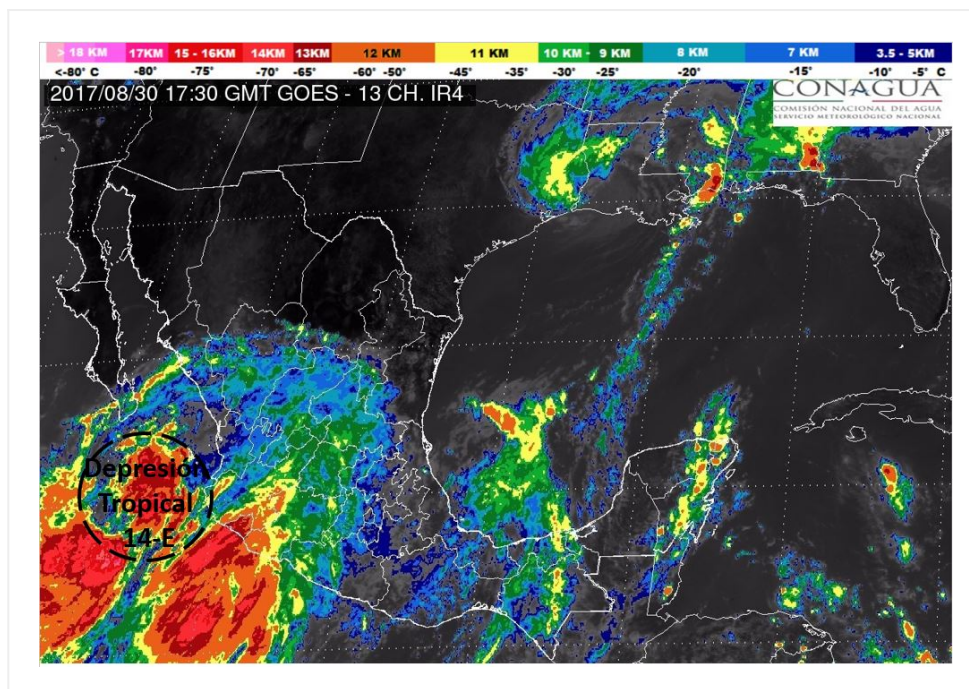 > 18 KM 17KM 15 - 16KM 14KM 13KM 12 KM 11 KM 10 KM - 9 KM 8 KM 7 KM 3.5 - 5KM
<-80° C -80° -75° -70° -65° -60° -50° -45° -35° -30° -25° -20° -15° -10° -5° C
2017/08/30 17:30 GMT GOES - 13 CH. IR4
CONAGUA
COMISIÓN NACIONAL DEL AGUA
SERVICIO METEOROLÓGICO NACIONAL
Depresión
Tropical
14-E